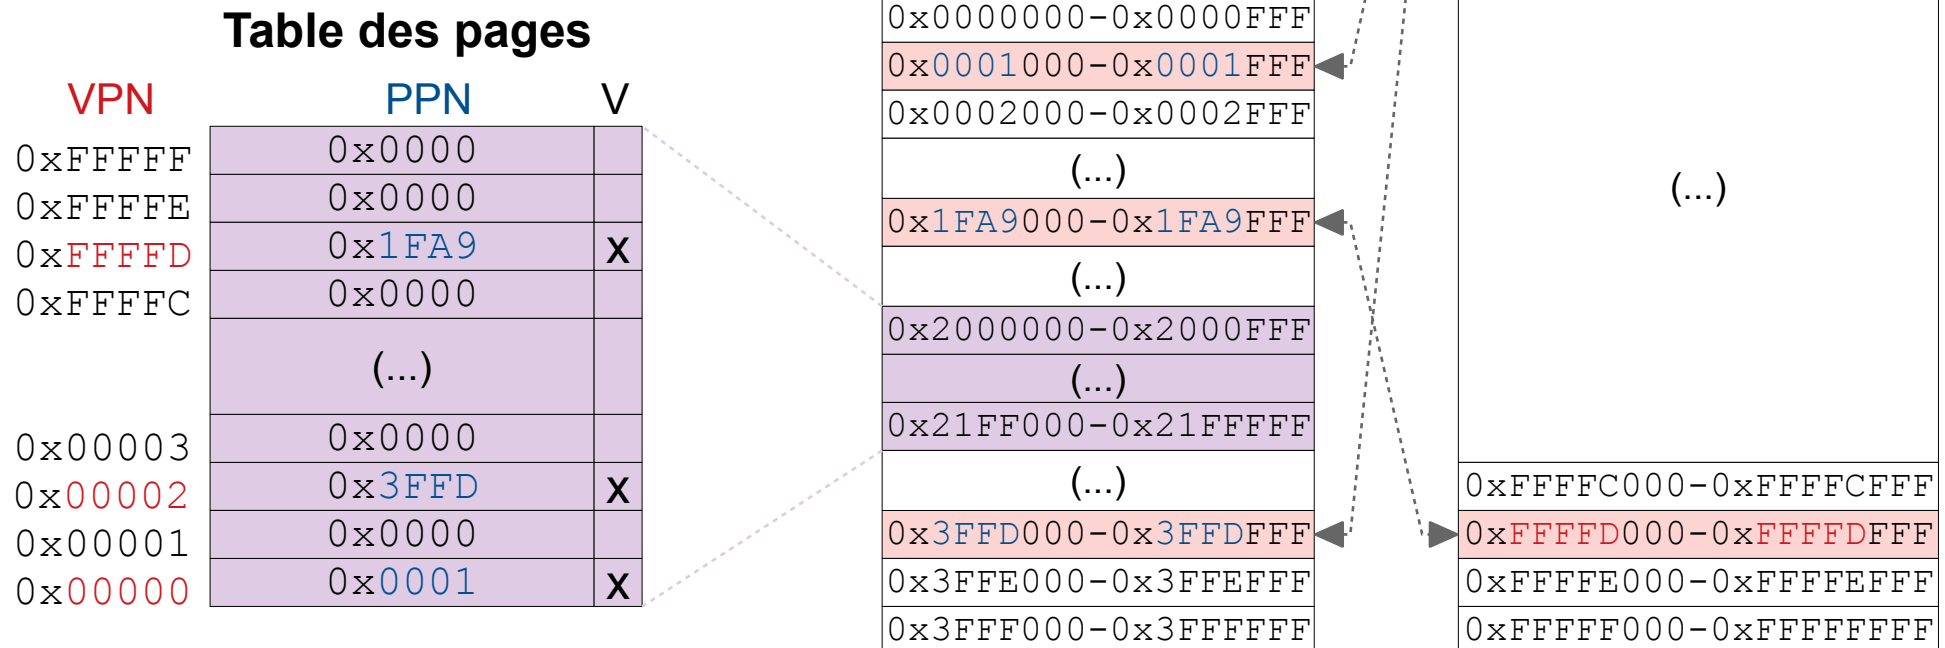 Table des pages
VPN PPN V
0xFFFFF 0x0000
0xFFFFE 0x0000
0xFFFFD 0x1FA9 X
0xFFFFC 0x0000
(...)
0x00003 0x0000
0x00002 0x3FFD X
0x00001 0x0000
0x00000 0x0001 X
0x0000000-0x0000FFF
0x0001000-0x0001FFF
0x0002000-0x0002FFF
(...)
0x1FA9000-0x1FA9FFF
(...)
0x2000000-0x2000FFF
(...)
0x21FF000-0x21FFFFF
(...)
0x3FFD000-0x3FFDFFF
0x3FFE000-0x3FFEFFF
0x3FFF000-0x3FFFFFF
(...)
0xFFFFC000-0xFFFFCFFF
0xFFFFD000-0xFFFFDFFF
0xFFFFE000-0xFFFFEFFF
0xFFFFF000-0xFFFFFFFF